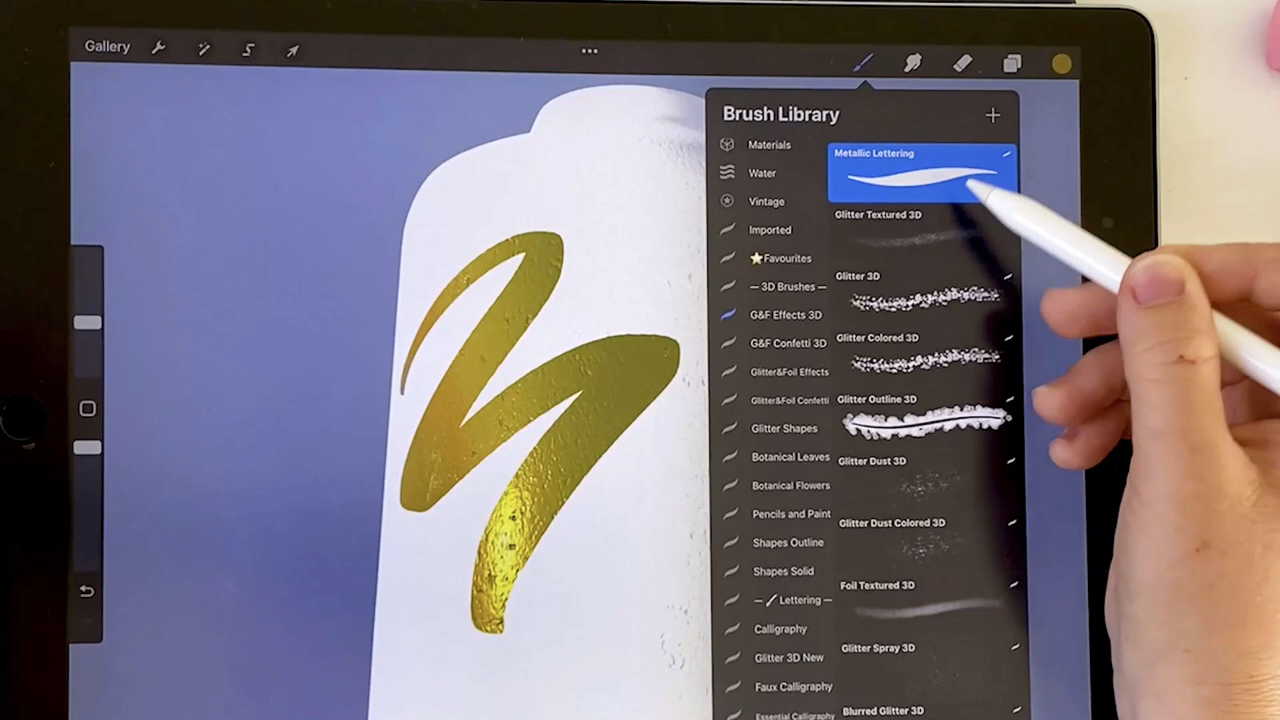 Gallery
Brush Library
Materials
Water
Vintage
Imported
⭐Favourites
— 3D Brushes —
G&F Effects 3D
G&F Confetti 3D
Glitter&Foil Effects
Glitter&Foil Confetti
Glitter Shapes
Botanical Leaves
Botanical Flowers
Pencils and Paint
Shapes Outline
Shapes Solid
— Lettering —
Calligraphy
Glitter 3D New
Faux Calligraphy
Essential Calligraphy
Metallic Lettering
Glitter Textured 3D
Glitter 3D
Glitter Colored 3D
Glitter Outline 3D
Glitter Dust 3D
Glitter Dust Colored 3D
Foil Textured 3D
Glitter Spray 3D
Blurred Glitter 3D